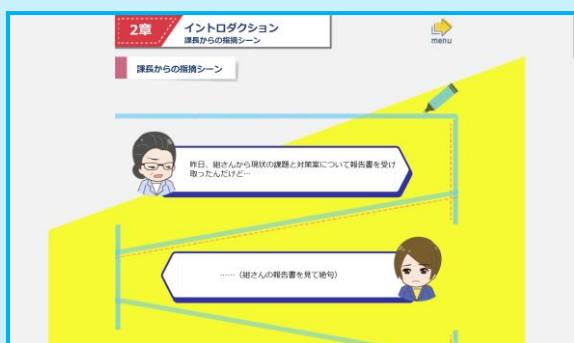 2章
イントロダクション
課長からの指摘シーン
menu
課長からの指摘シーン
昨日、紺さんから現状の課題と対策案について報告書を受け
取ったんだけど…
……（紺さんの報告書を見て絶句）